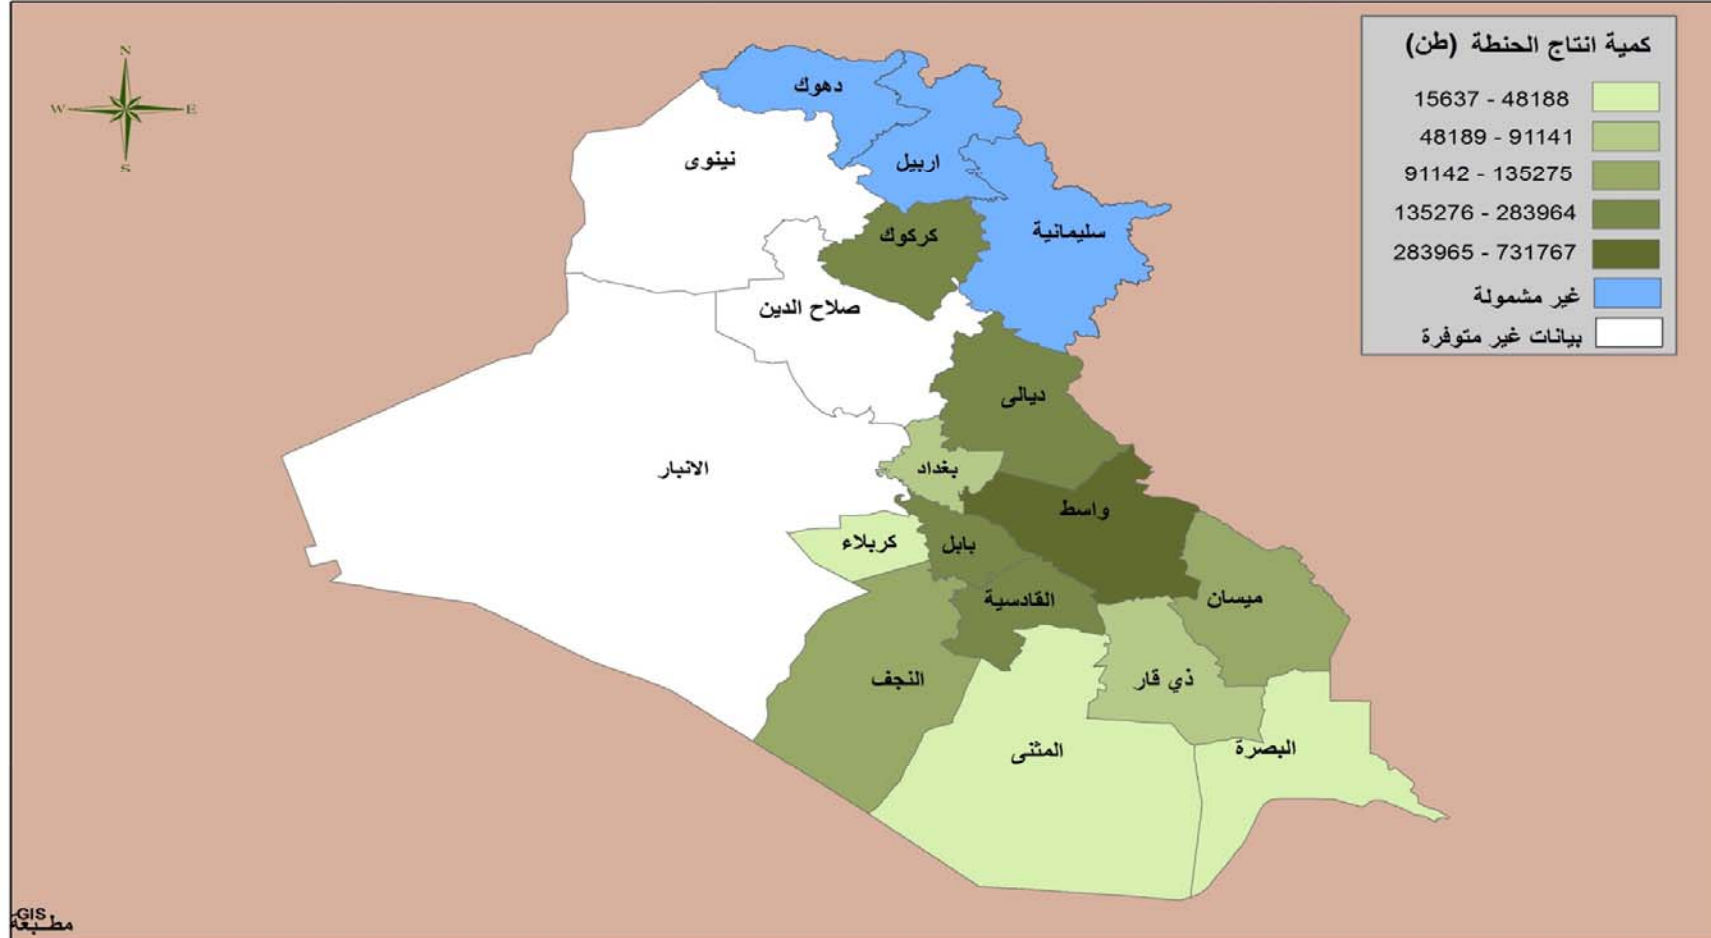 كمية انتاج الحنطة (طن)
15637 - 48188
48189 - 91141
91142 - 135275
135276 - 283964
283965 - 731767
غير مشمولة
بيانات غير متوفرة
N
W
E
S
دهوك
نينوى
اربيل
كركوك
سليمانية
صلاح الدين
ديالى
الانبار
بغداد
واسط
كربلاء
بابل
القادسية
ميسان
النجف
ذي قار
المثنى
البصرة
GIS
مطبعة